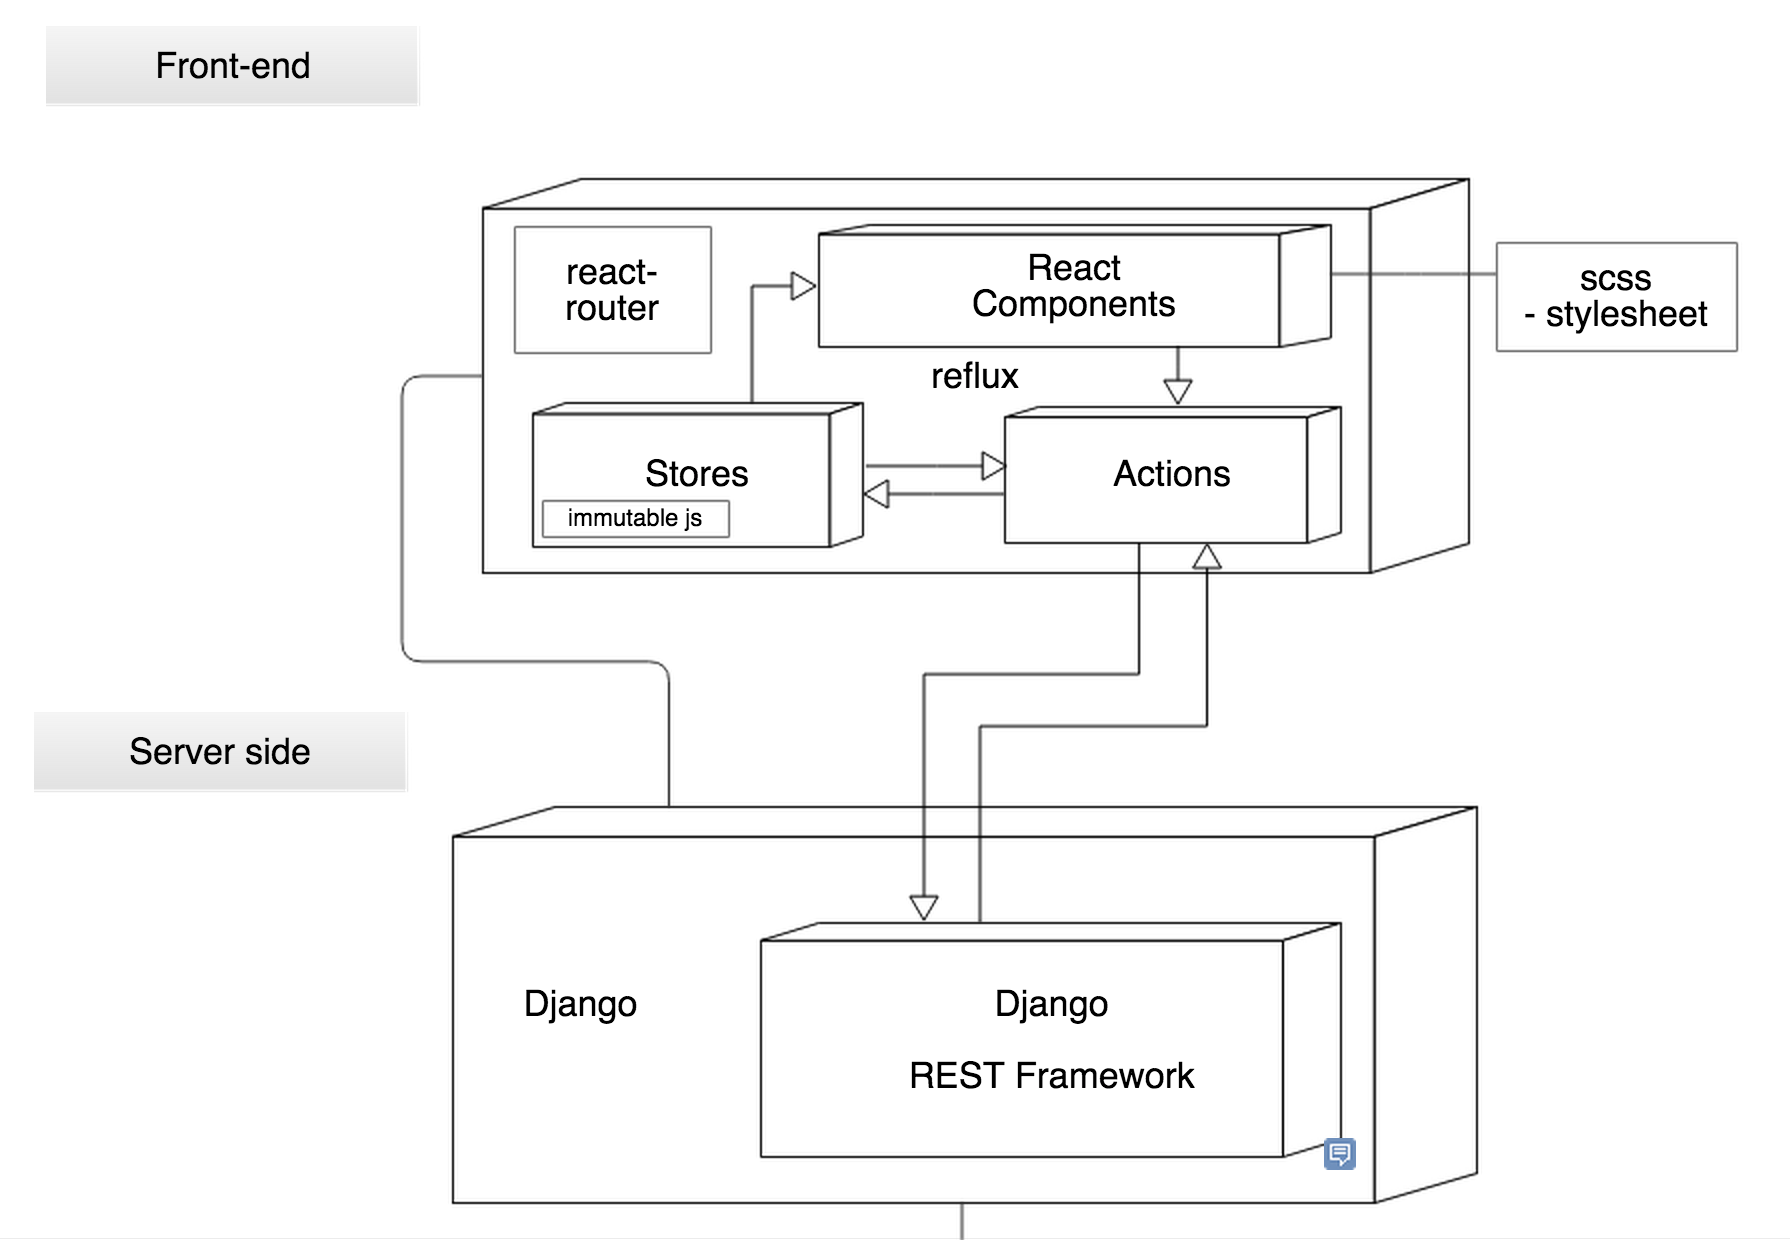 Front-end
react-
router
React
Components
scss
- stylesheet
reflux
Stores
immutable js
Actions
Server side
Django
Django
REST Framework